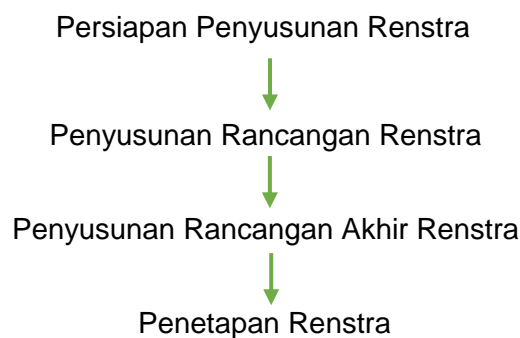 Persiapan Penyusunan Renstra
Penyusunan Rancangan Renstra
Penyusunan Rancangan Akhir Renstra
Penetapan Renstra